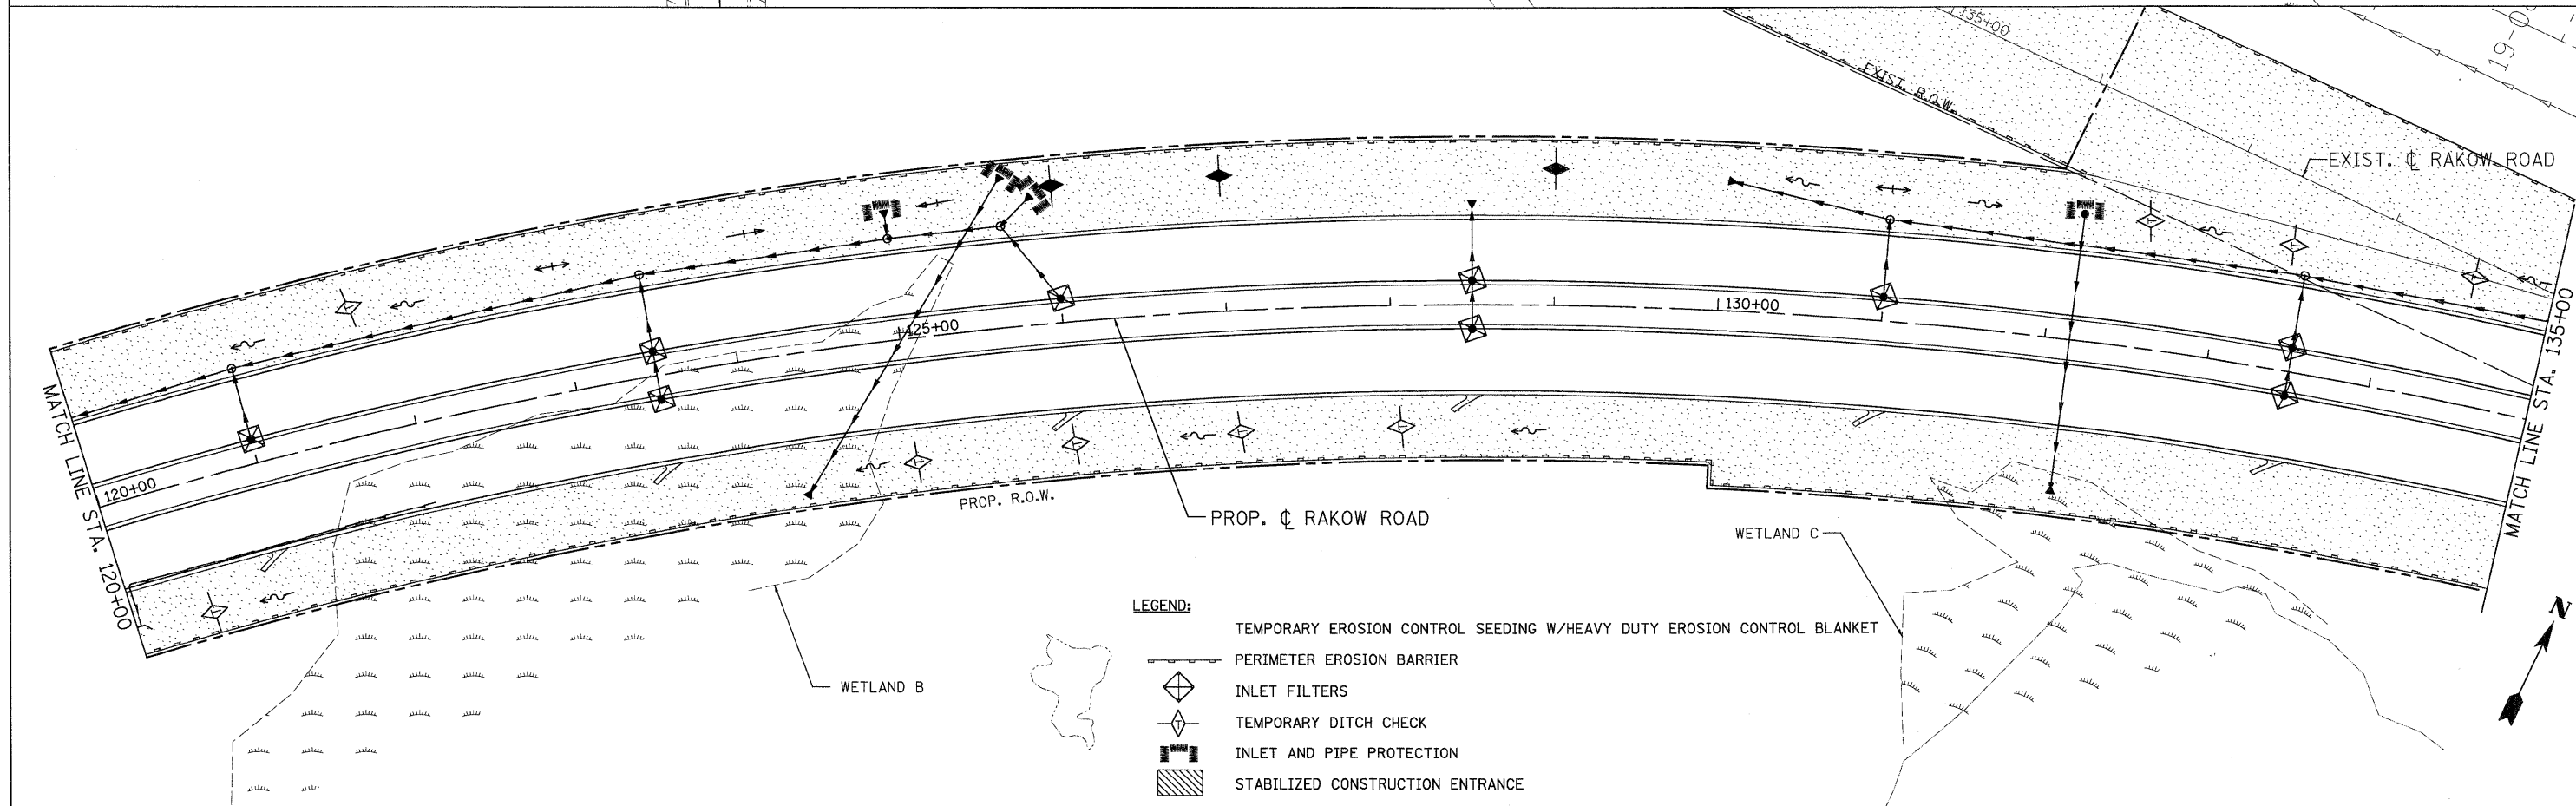 135+00
19-0
EXIST. R.O.W.
EXIST. ℄ RAKOW ROAD
125+00
130+00
120+00
MATCH LINE STA. 120+00
MATCH LINE STA. 135+00
PROP. R.O.W.
PROP. ℄ RAKOW ROAD
WETLAND C
WETLAND B
N
LEGEND:
TEMPORARY EROSION CONTROL SEEDING W/HEAVY DUTY EROSION CONTROL BLANKET
PERIMETER EROSION BARRIER
INLET FILTERS
T TEMPORARY DITCH CHECK
INLET AND PIPE PROTECTION
STABILIZED CONSTRUCTION ENTRANCE